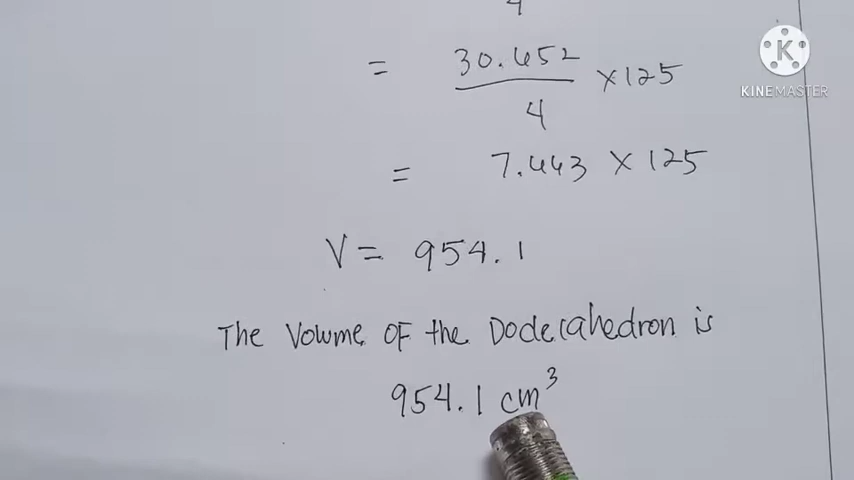 4
= 30.652 / 4 × 125
= 7.663 × 125
V = 954.1
The Volume of the Dodecahedron is
954.1 cm³
K
KINEMASTER